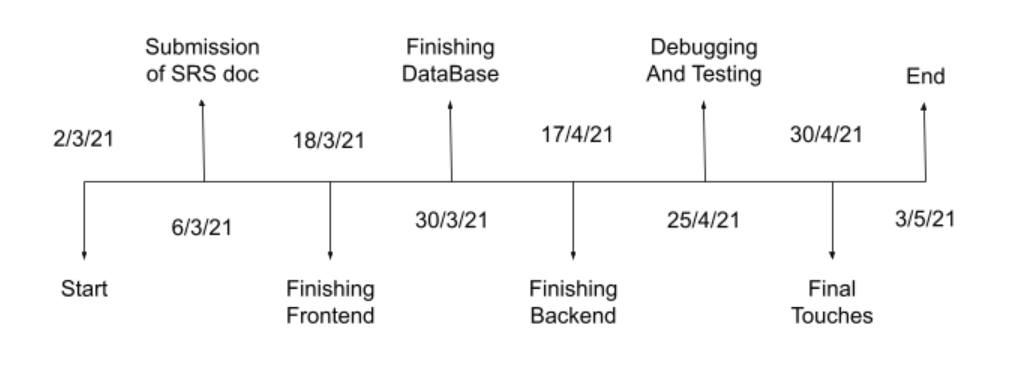 Submission
of SRS doc
Finishing
DataBase
Debugging
And Testing
End
2/3/21
18/3/21
17/4/21
30/4/21
6/3/21
30/3/21
25/4/21
3/5/21
Start
Finishing
Frontend
Finishing
Backend
Final
Touches